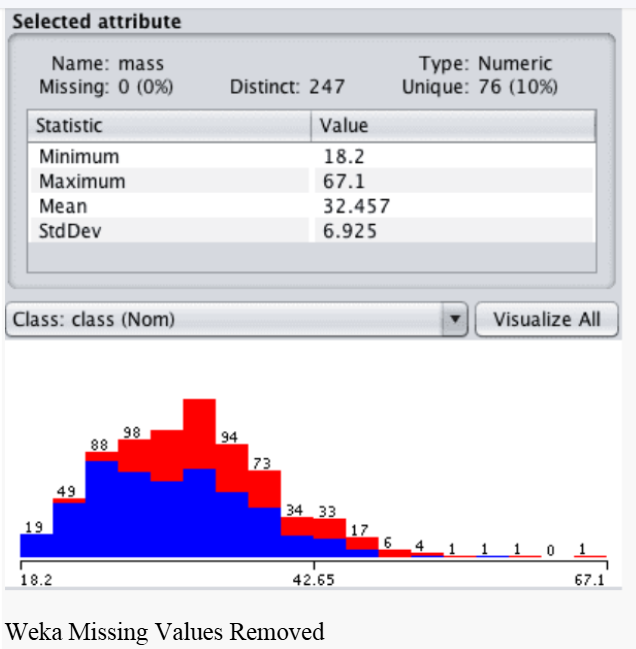 Selected attribute
Name: mass Type: Numeric
Missing: 0 (0%) Distinct: 247 Unique: 76 (10%)
Statistic Value
Minimum 18.2
Maximum 67.1
Mean 32.457
StdDev 6.925
Class: class (Nom) Visualize All
19 49 88 98 94 73 34 33 17 6 4 1 1 1 0 1
18.2 42.65 67.1
Weka Missing Values Removed